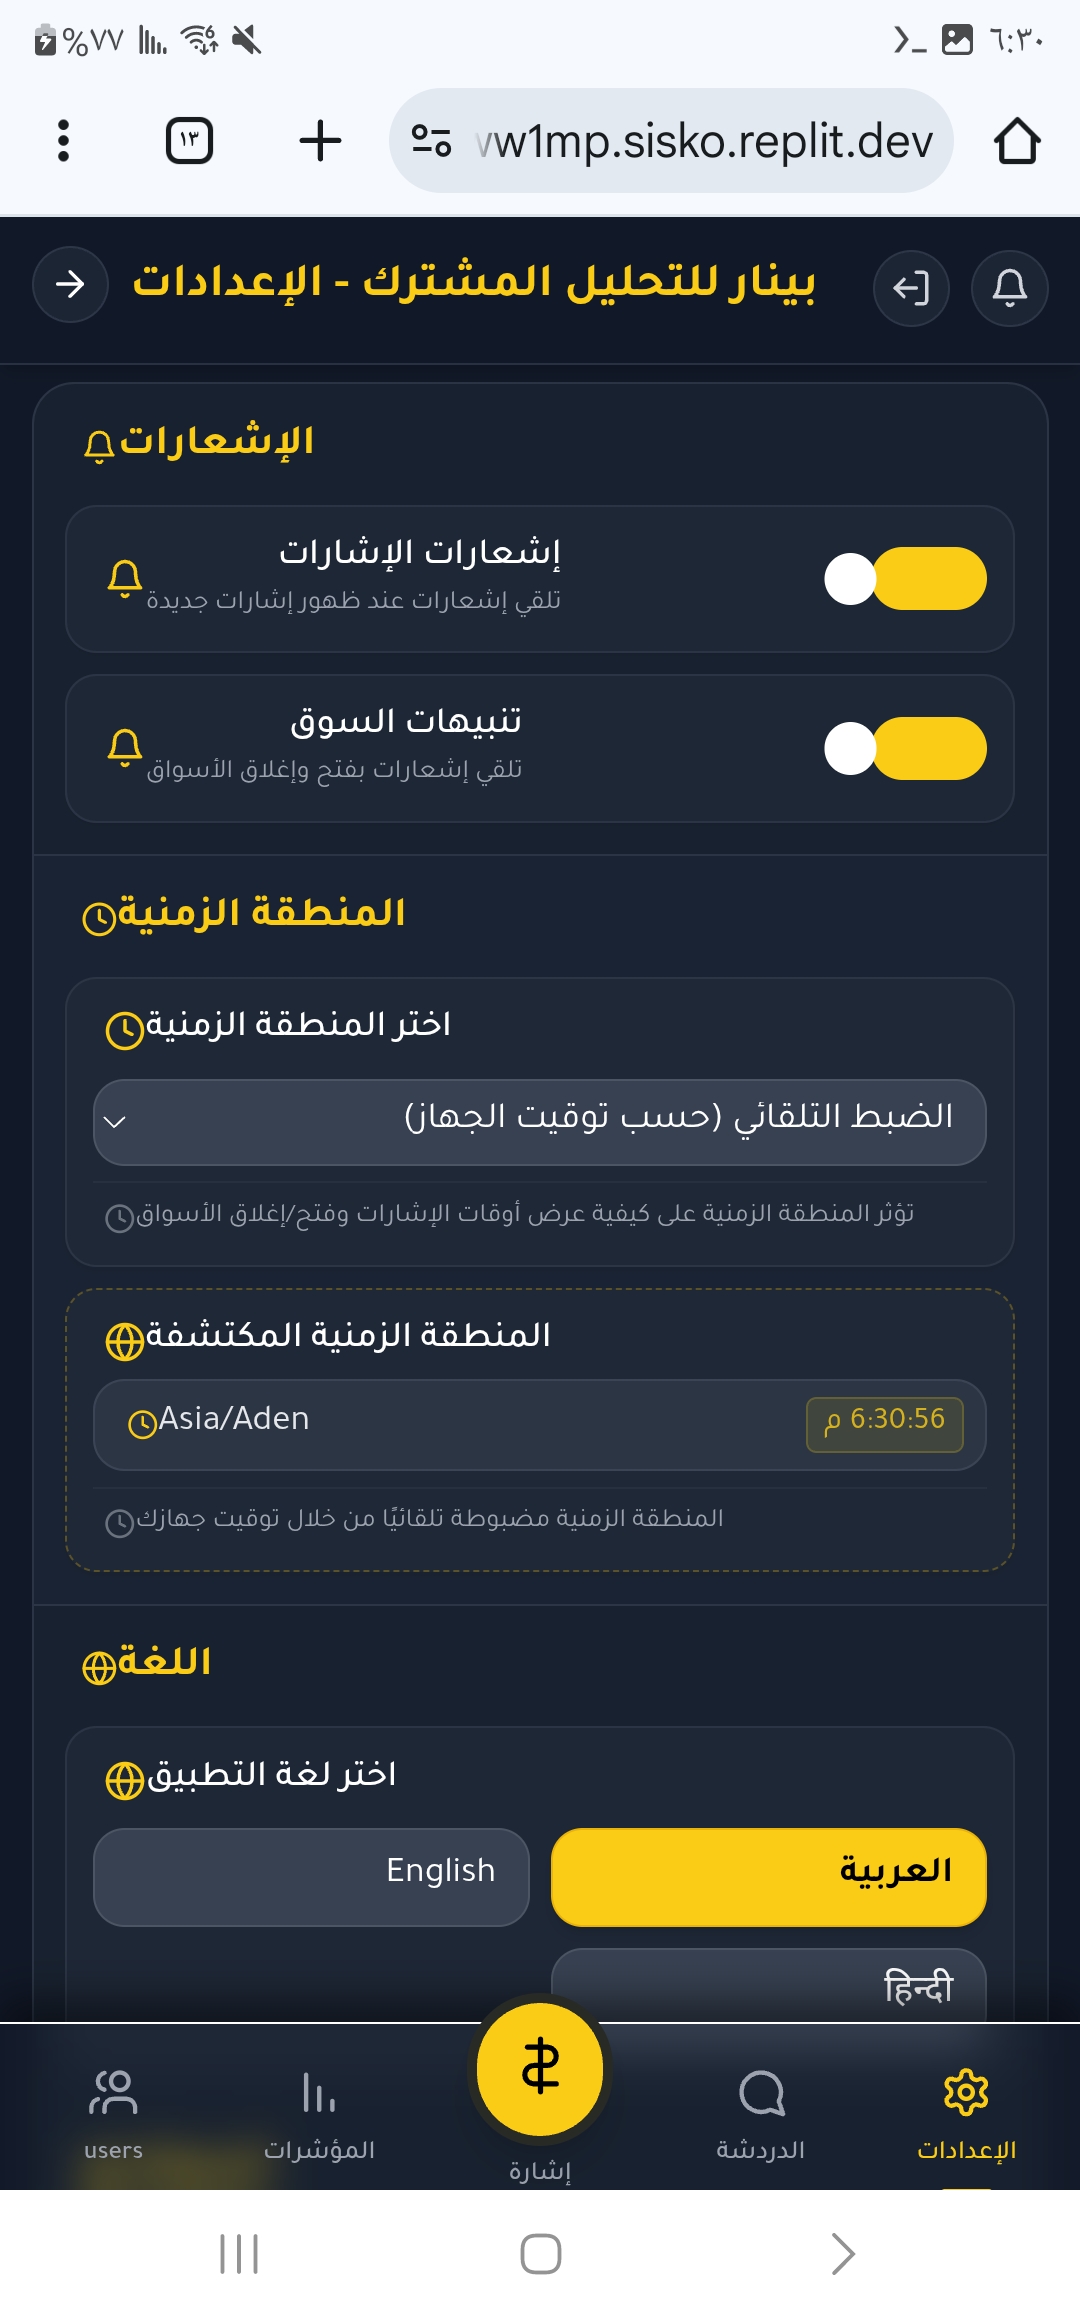 ٦:٣٠
%٧٧
١٣
w1mp.sisko.replit.dev
بينار للتحليل المشترك - الإعدادات
الإشعارات
إشعارات الإشارات
تلقي إشعارات عند ظهور إشارات جديدة
تنبيهات السوق
تلقي إشعارات بفتح وإغلاق الأسواق
المنطقة الزمنية
اختر المنطقة الزمنية
الضبط التلقائي (حسب توقيت الجهاز)
تؤثر المنطقة الزمنية على كيفية عرض أوقات الإشارات وفتح/إغلاق الأسواق
المنطقة الزمنية المكتشفة
6:30:56 م
Asia/Aden
المنطقة الزمنية مضبوطة تلقائيًا من خلال توقيت جهازك
اللغة
اختر لغة التطبيق
العربية
English
हिन्दी
الإعدادات
الدردشة
إشارة
المؤشرات
users